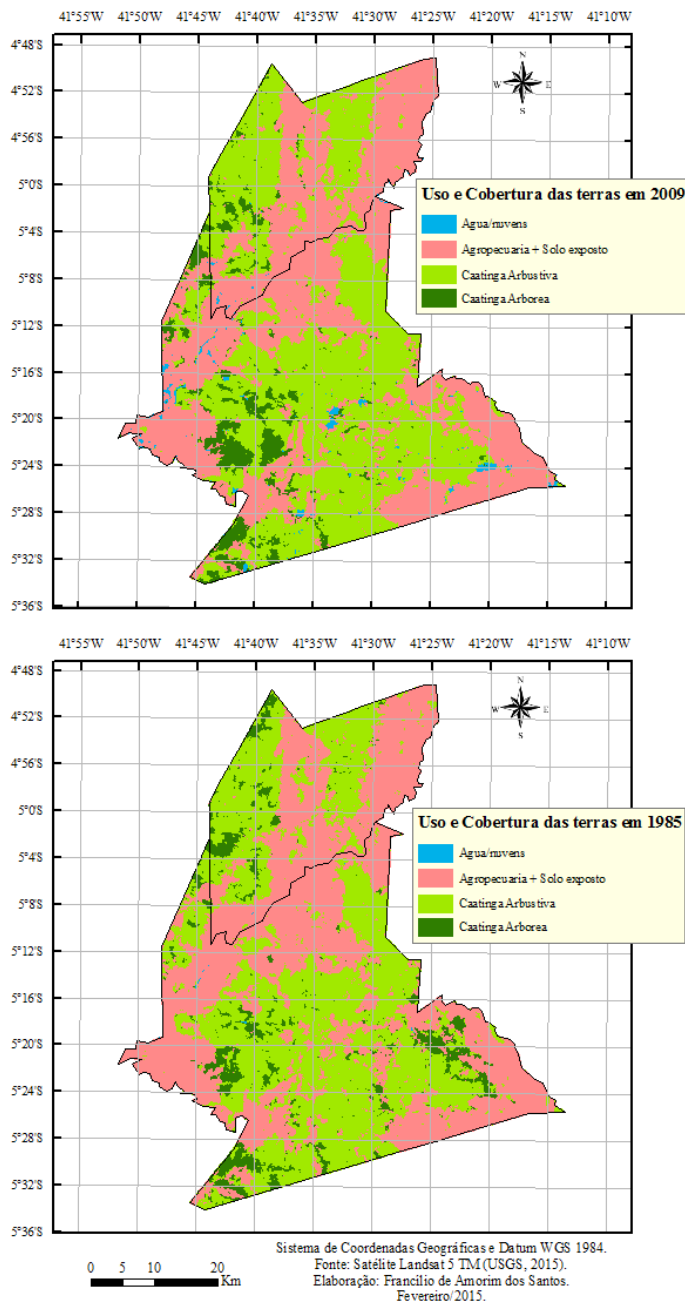 41°55'W 41°50'W 41°45'W 41°40'W 41°35'W 41°30'W 41°25'W 41°20'W 41°15'W 41°10'W
4°48'S
4°52'S
4°56'S
5°0'S
5°4'S
5°8'S
5°12'S
5°16'S
5°20'S
5°24'S
5°28'S
5°32'S
5°36'S
N
W E
S
Uso e Cobertura das terras em 2009
Agua/nuvens
Agropecuaria + Solo exposto
Caatinga Arbustiva
Caatinga Arborea
41°55'W 41°50'W 41°45'W 41°40'W 41°35'W 41°30'W 41°25'W 41°20'W 41°15'W 41°10'W
4°48'S
4°52'S
4°56'S
5°0'S
5°4'S
5°8'S
5°12'S
5°16'S
5°20'S
5°24'S
5°28'S
5°32'S
5°36'S
N
W E
S
Uso e Cobertura das terras em 1985
Agua/nuvens
Agropecuaria + Solo exposto
Caatinga Arbustiva
Caatinga Arborea
0 5 10 20
Km
Sistema de Coordenadas Geográficas e Datum WGS 1984.
Fonte: Satélite Landsat 5 TM (USGS, 2015).
Elaboração: Francílio de Amorim dos Santos.
Fevereiro/2015.